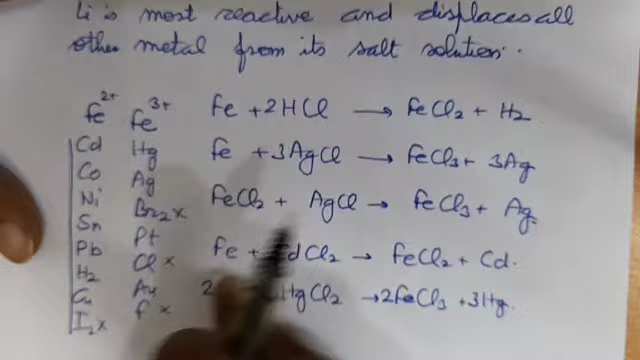 Li is most reactive and displaces all
other metal from its salt solution.
Fe2+ Fe3+ Fe + 2HCl → FeCl2 + H2
Cd Hg Fe + 3AgCl → FeCl3 + 3Ag
Co Ag
Ni Br2 x FeCl2 + AgCl → FeCl3 + Ag.
Sn Pt
Pb Cl x Fe + CdCl2 → FeCl2 + Cd.
H2 Au
Cu F x 2 HgCl2 → 2FeCl3 + 3Hg.
I2 x